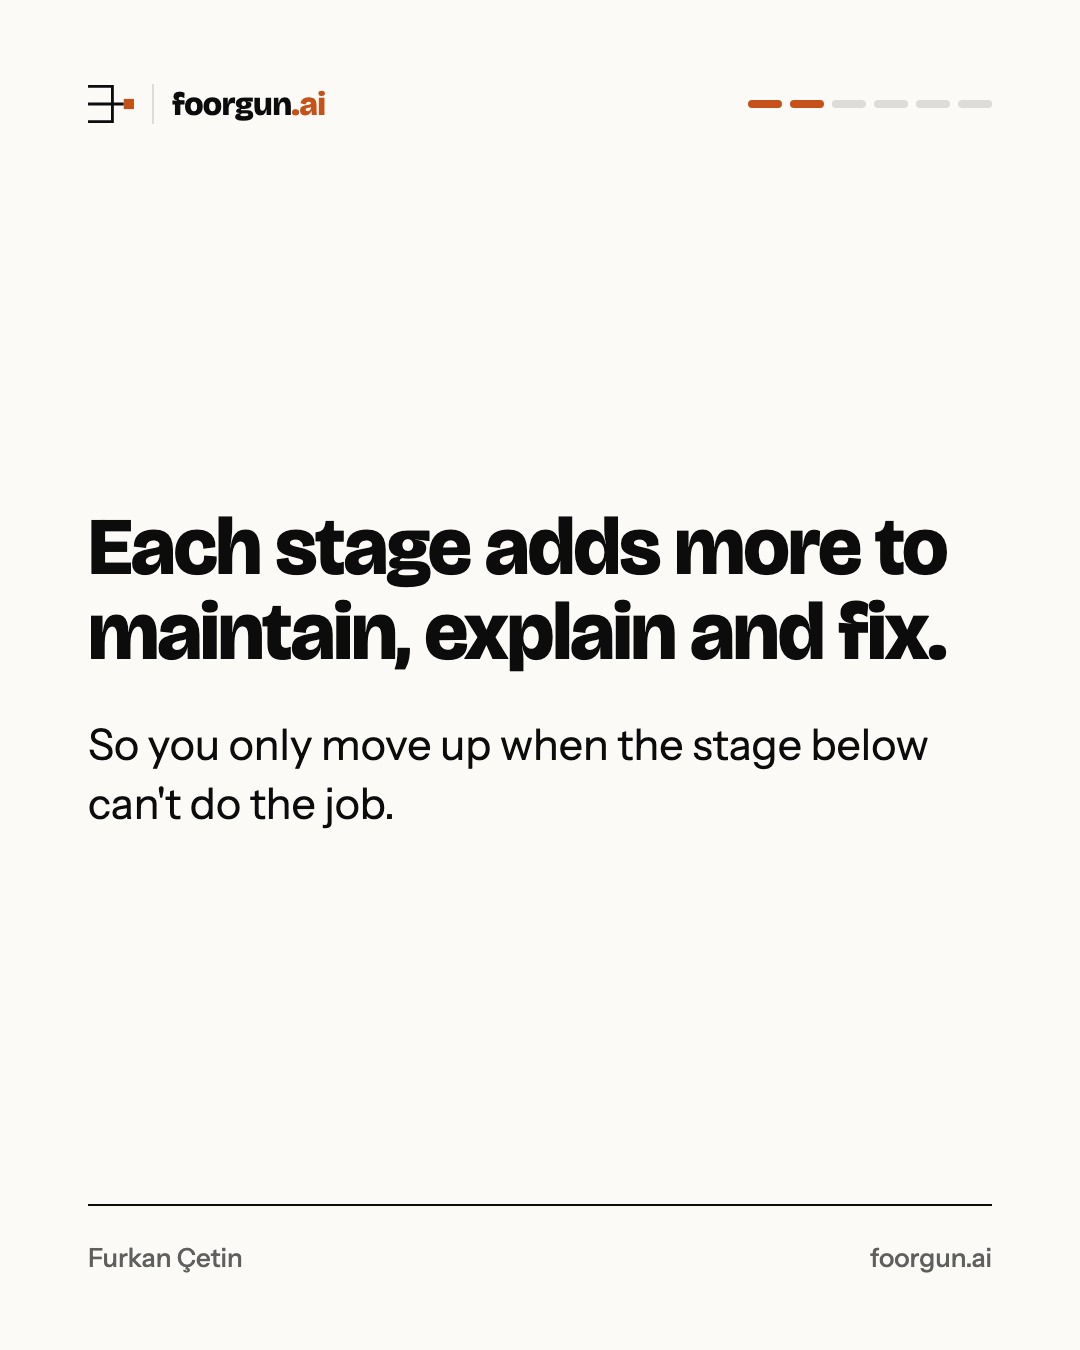 foorgun.ai
Each stage adds more to
maintain, explain and fix.
So you only move up when the stage below
can't do the job.
Furkan Çetin
foorgun.ai